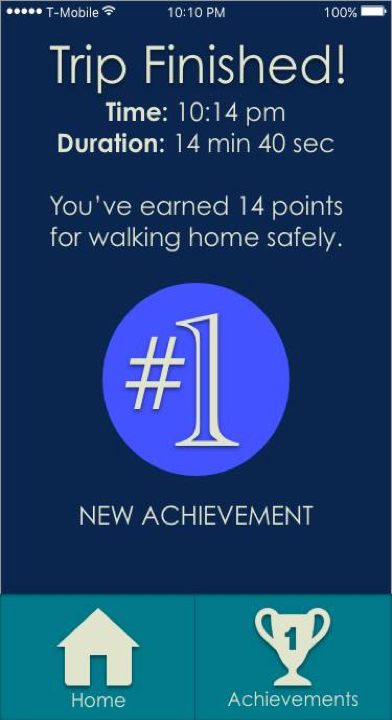 T-Mobile 10:10 PM 100%
Trip Finished!
Time: 10:14 pm
Duration: 14 min 40 sec
You’ve earned 14 points
for walking home safely.
#1
NEW ACHIEVEMENT
1
Home Achievements